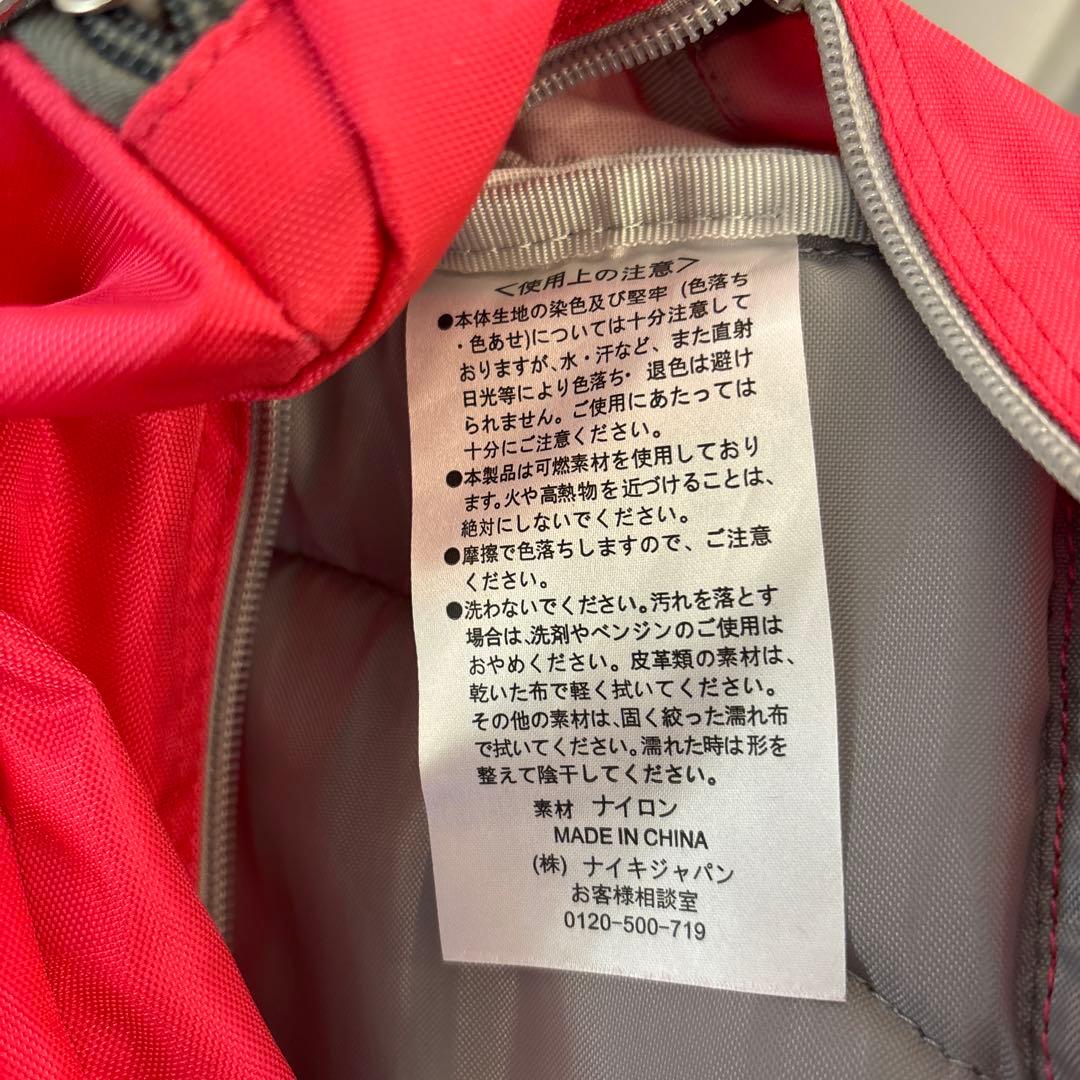 <使用上の注意>
●本体生地の染色及び堅牢（色落ち
・色あせ)については十分注意して
おりますが、水・汗など、また直射
日光等により色落ち・退色は避け
られません。ご使用にあたっては
十分にご注意ください。
●本製品は可燃素材を使用しており
ます。火や高熱物を近づけることは、
絶対にしないでください。
●摩擦で色落ちしますので、ご注意
ください。
●洗わないでください。汚れを落とす
場合は、洗剤やベンジンのご使用は
おやめください。皮革類の素材は、
乾いた布で軽く拭いてください。
その他の素材は、固く絞った濡れ布
で拭いてください。濡れた時は形を
整えて陰干してください。
素材 ナイロン
MADE IN CHINA
(株) ナイキジャパン
お客様相談室
0120-500-719